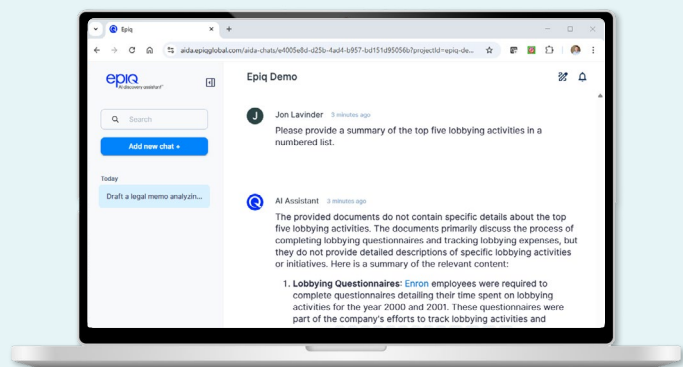 Epiq
aida.epiqglobal.com/aida-chats/e4005e8d-d25b-4ad4-b957-bd151d95056b?projectId=epiq-de...
epiq
AI discovery assistant™
Epiq Demo
Search
Add new chat +
Today
Draft a legal memo analyzin...
J
Jon Lavinder 3 minutes ago
Please provide a summary of the top five lobbying activities in a
numbered list.
AI Assistant 3 minutes ago
The provided documents do not contain specific details about the top
five lobbying activities. The documents primarily discuss the process of
completing lobbying questionnaires and tracking lobbying expenses, but
they do not provide detailed descriptions of specific lobbying activities
or initiatives. Here is a summary of the relevant content:
1. Lobbying Questionnaires: Enron employees were required to
complete questionnaires detailing their time spent on lobbying
activities for the year 2000 and 2001. These questionnaires were
part of the company's efforts to track lobbying activities and